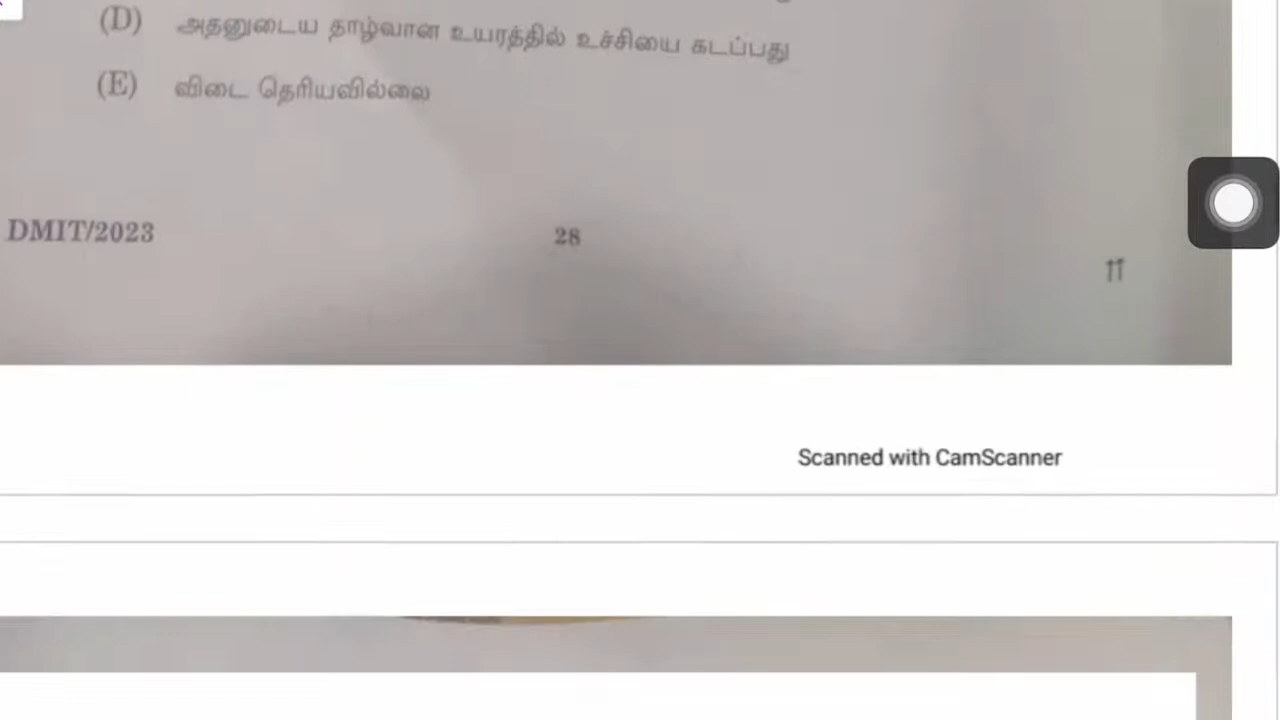 (D) அதனுடைய தாழ்வான உயரத்தில் உச்சியை கடப்பது
(E) விடை தெரியவில்லை
DMIT/2023
28
⇈
Scanned with CamScanner